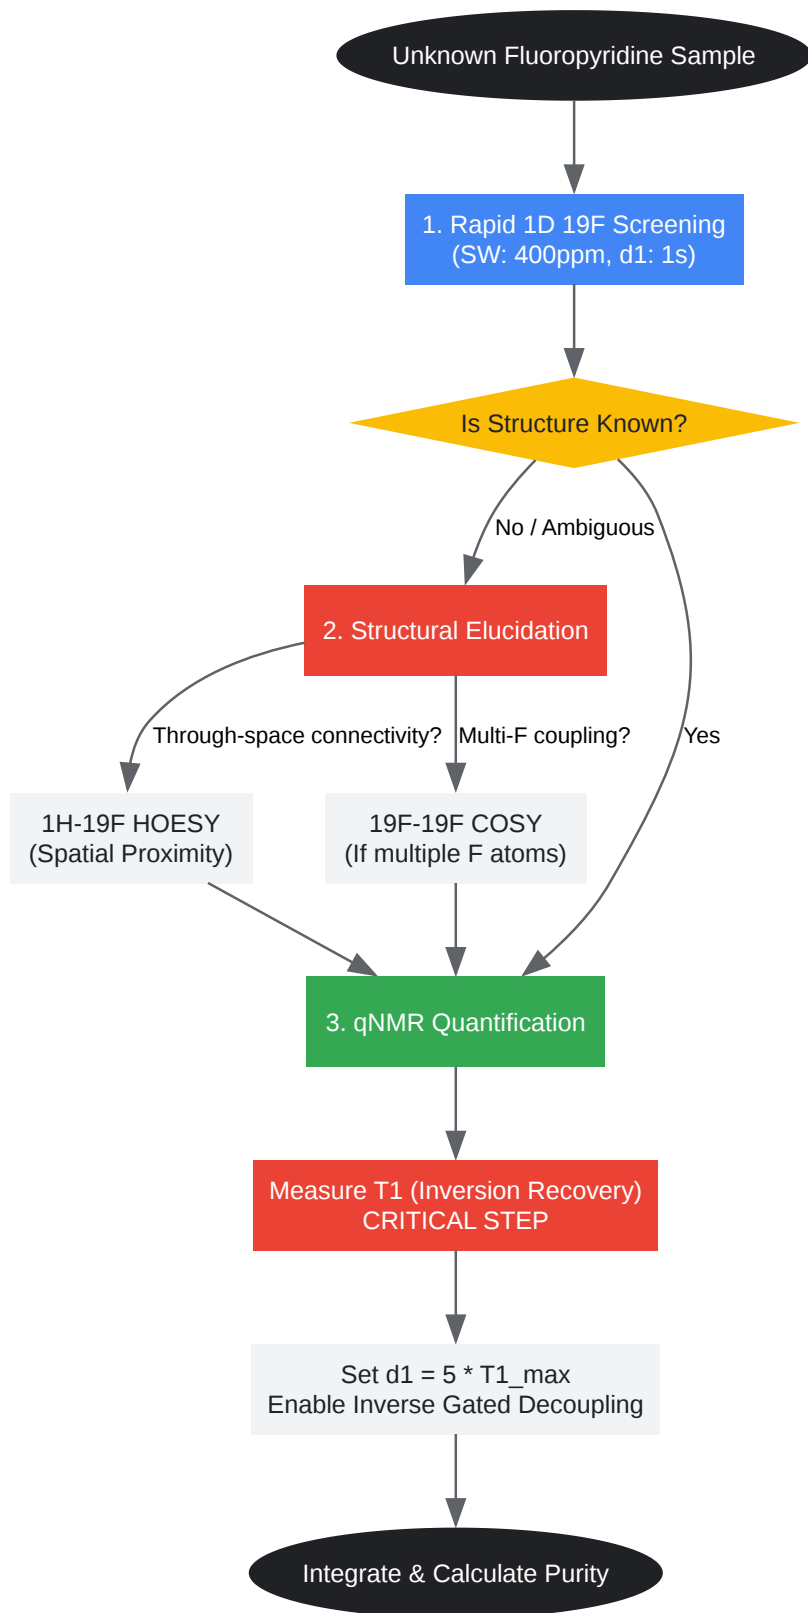 Unknown Fluoropyridine Sample
1. Rapid 1D 19F Screening
(SW: 400ppm, d1: 1s)
Is Structure Known?
No / Ambiguous
2. Structural Elucidation
Through-space connectivity?
Multi-F coupling?
Yes
1H-19F HOESY
(Spatial Proximity)
19F-19F COSY
(If multiple F atoms)
3. qNMR Quantification
Measure T1 (Inversion Recovery)
CRITICAL STEP
Set d1 = 5 * T1_max
Enable Inverse Gated Decoupling
Integrate & Calculate Purity